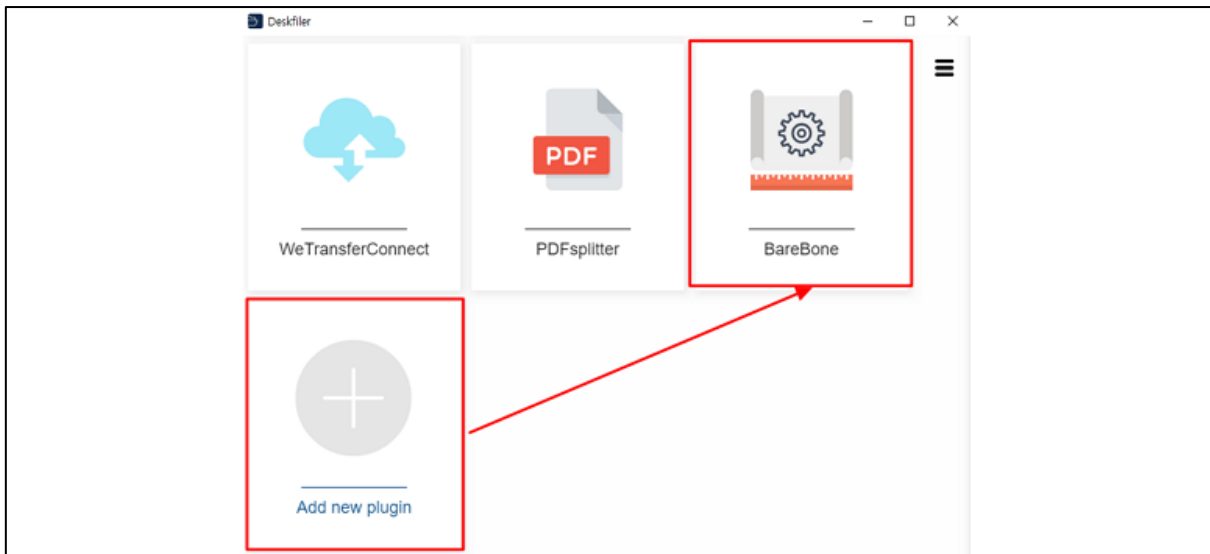 Deskfiler
PDF
WeTransferConnect
PDFsplitter
BareBone
Add new plugin